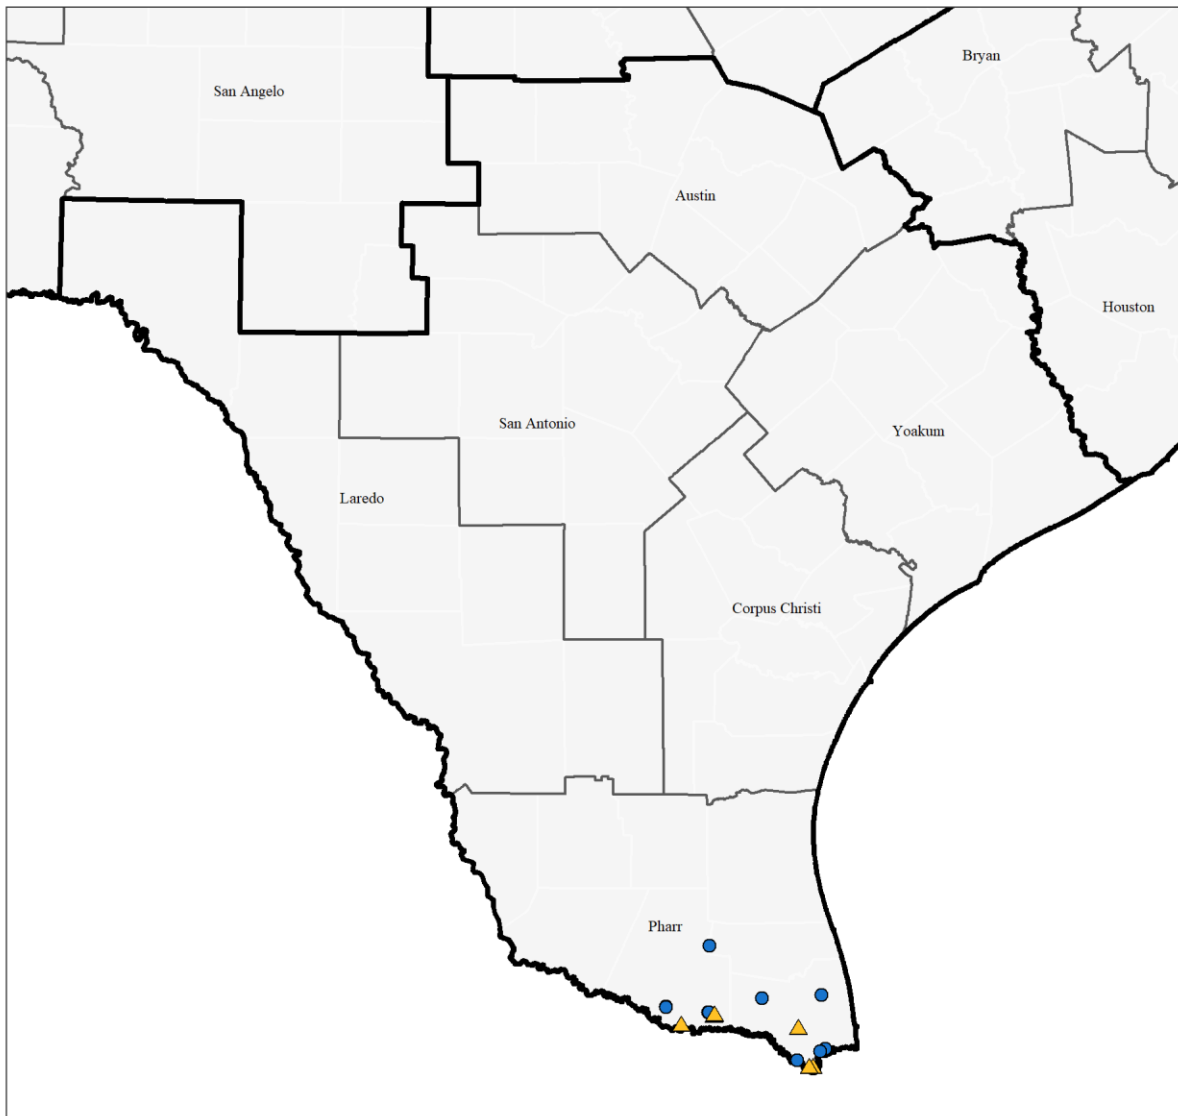 Bryan
San Angelo
Austin
Houston
San Antonio
Yoakum
Laredo
Corpus Christi
Pharr